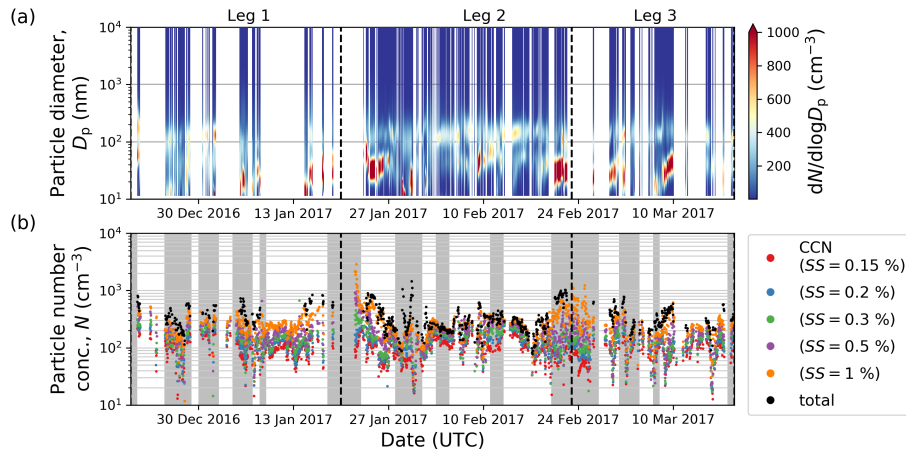 (a)
Leg 1
Leg 2
Leg 3
Particle diameter,
Dₚ (nm)
10⁴
10³
10²
10¹
30 Dec 2016
13 Jan 2017
27 Jan 2017
10 Feb 2017
24 Feb 2017
10 Mar 2017
1000
800
600
400
200
dN/dlogDₚ (cm⁻³)
(b)
Particle number
conc., N (cm⁻³)
10⁴
10³
10²
10¹
30 Dec 2016
13 Jan 2017
27 Jan 2017
10 Feb 2017
24 Feb 2017
10 Mar 2017
Date (UTC)
CCN
(SS = 0.15 %)
(SS = 0.2 %)
(SS = 0.3 %)
(SS = 0.5 %)
(SS = 1 %)
total